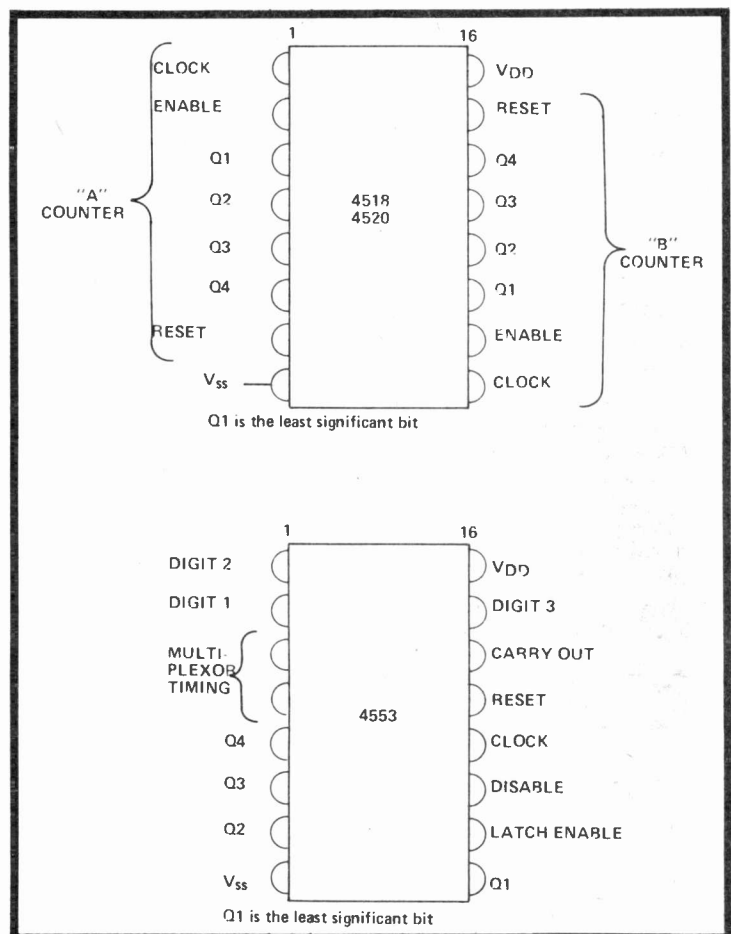 1 16
CLOCK VDD
ENABLE RESET
Q1 Q4
"A"
COUNTER
Q2 Q3
4518
4520
Q3 Q2
"B"
COUNTER
Q4 Q1
RESET ENABLE
Vss CLOCK
Q1 is the least significant bit
1 16
DIGIT 2 VDD
DIGIT 1 DIGIT 3
MULTI-
PLEXOR
TIMING
CARRY OUT
RESET
4553
Q4 CLOCK
Q3 DISABLE
Q2 LATCH ENABLE
Vss Q1
Q1 is the least significant bit